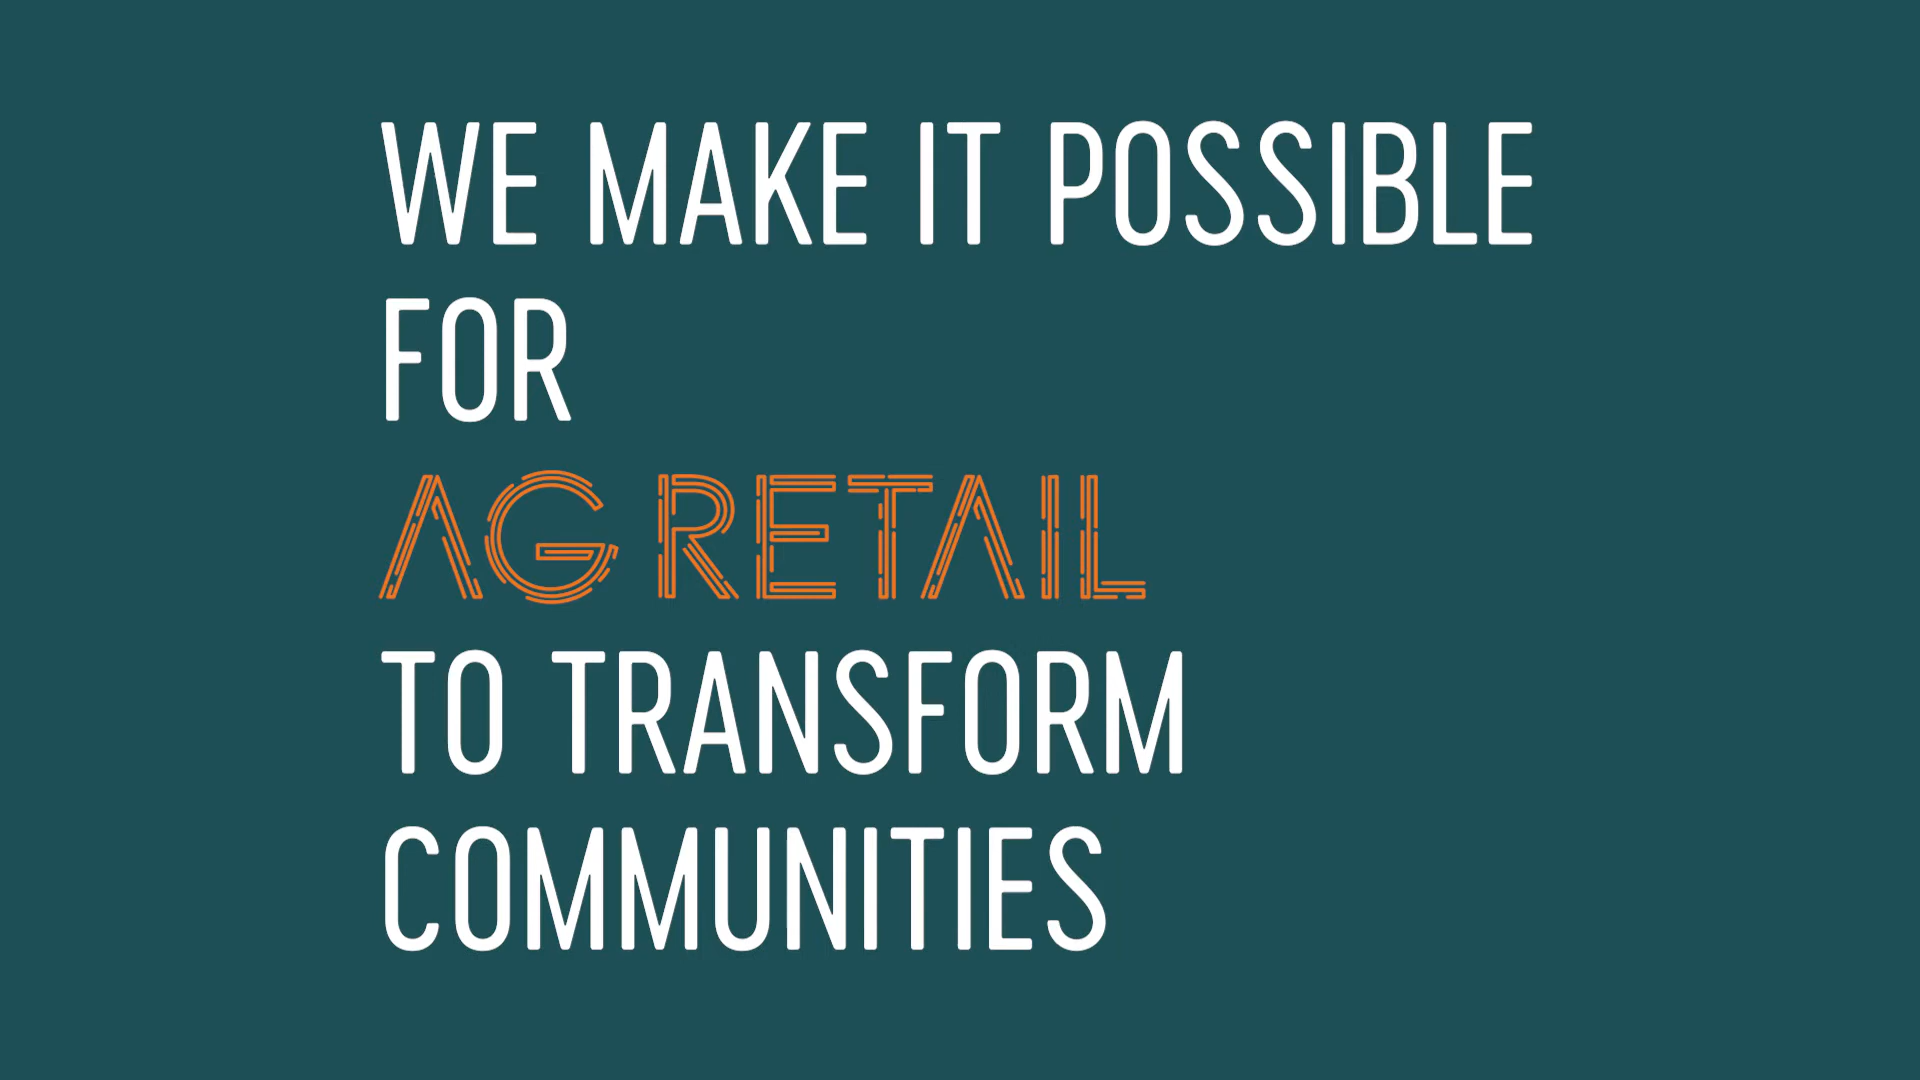 WE MAKE IT POSSIBLE
FOR
AG RETAIL
TO TRANSFORM
COMMUNITIES